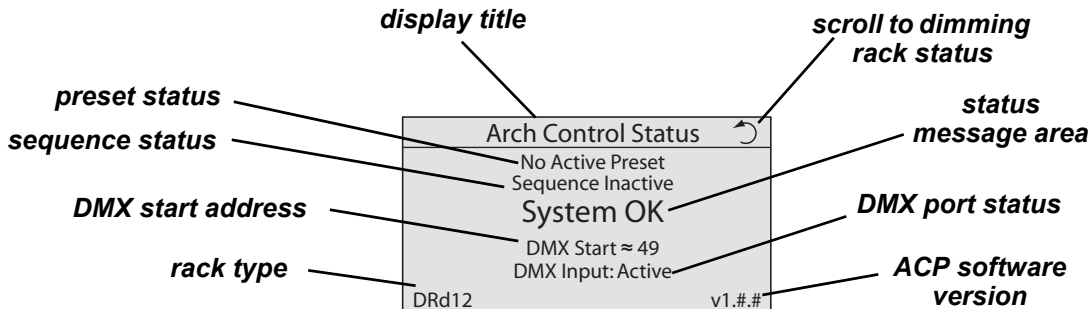 display title
scroll to dimming
rack status
preset status
sequence status
DMX start address
rack type
Arch Control Status
No Active Preset
Sequence Inactive
System OK
DMX Start ≈ 49
DMX Input: Active
DRd12
v1.#.#
status
message area
DMX port status
ACP software
version